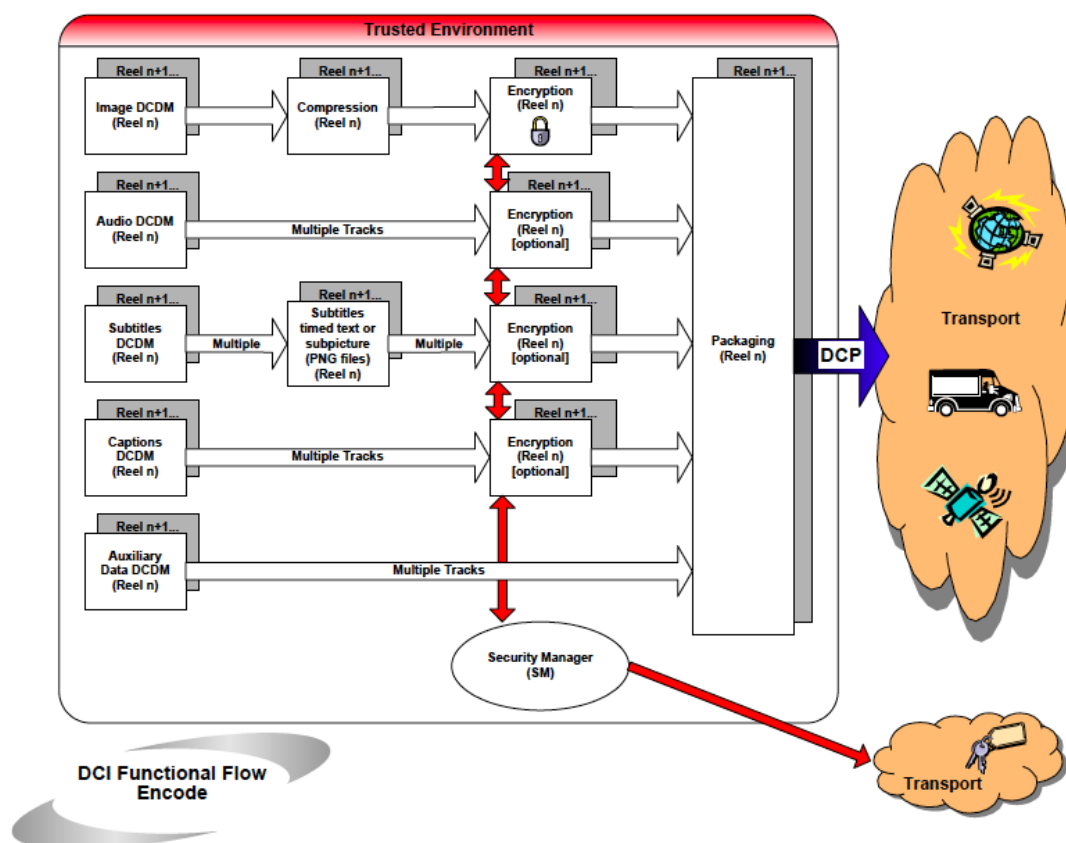 Trusted Environment
Reel n+1...
Image DCDM
(Reel n)
Reel n+1...
Compression
(Reel n)
Reel n+1...
Encryption
(Reel n)
Reel n+1...
Packaging
(Reel n)
Reel n+1...
Audio DCDM
(Reel n)
Multiple Tracks
Reel n+1...
Encryption
(Reel n)
[optional]
Reel n+1...
Subtitles
DCDM
(Reel n)
Multiple
Reel n+1...
Subtitles
timed text or
subpicture
(PNG files)
(Reel n)
Multiple
Reel n+1...
Encryption
(Reel n)
[optional]
Reel n+1...
Captions
DCDM
(Reel n)
Multiple Tracks
Reel n+1...
Encryption
(Reel n)
[optional]
Reel n+1...
Auxiliary
Data DCDM
(Reel n)
Multiple Tracks
Security Manager
(SM)
DCP
Transport
Transport
DCI Functional Flow
Encode